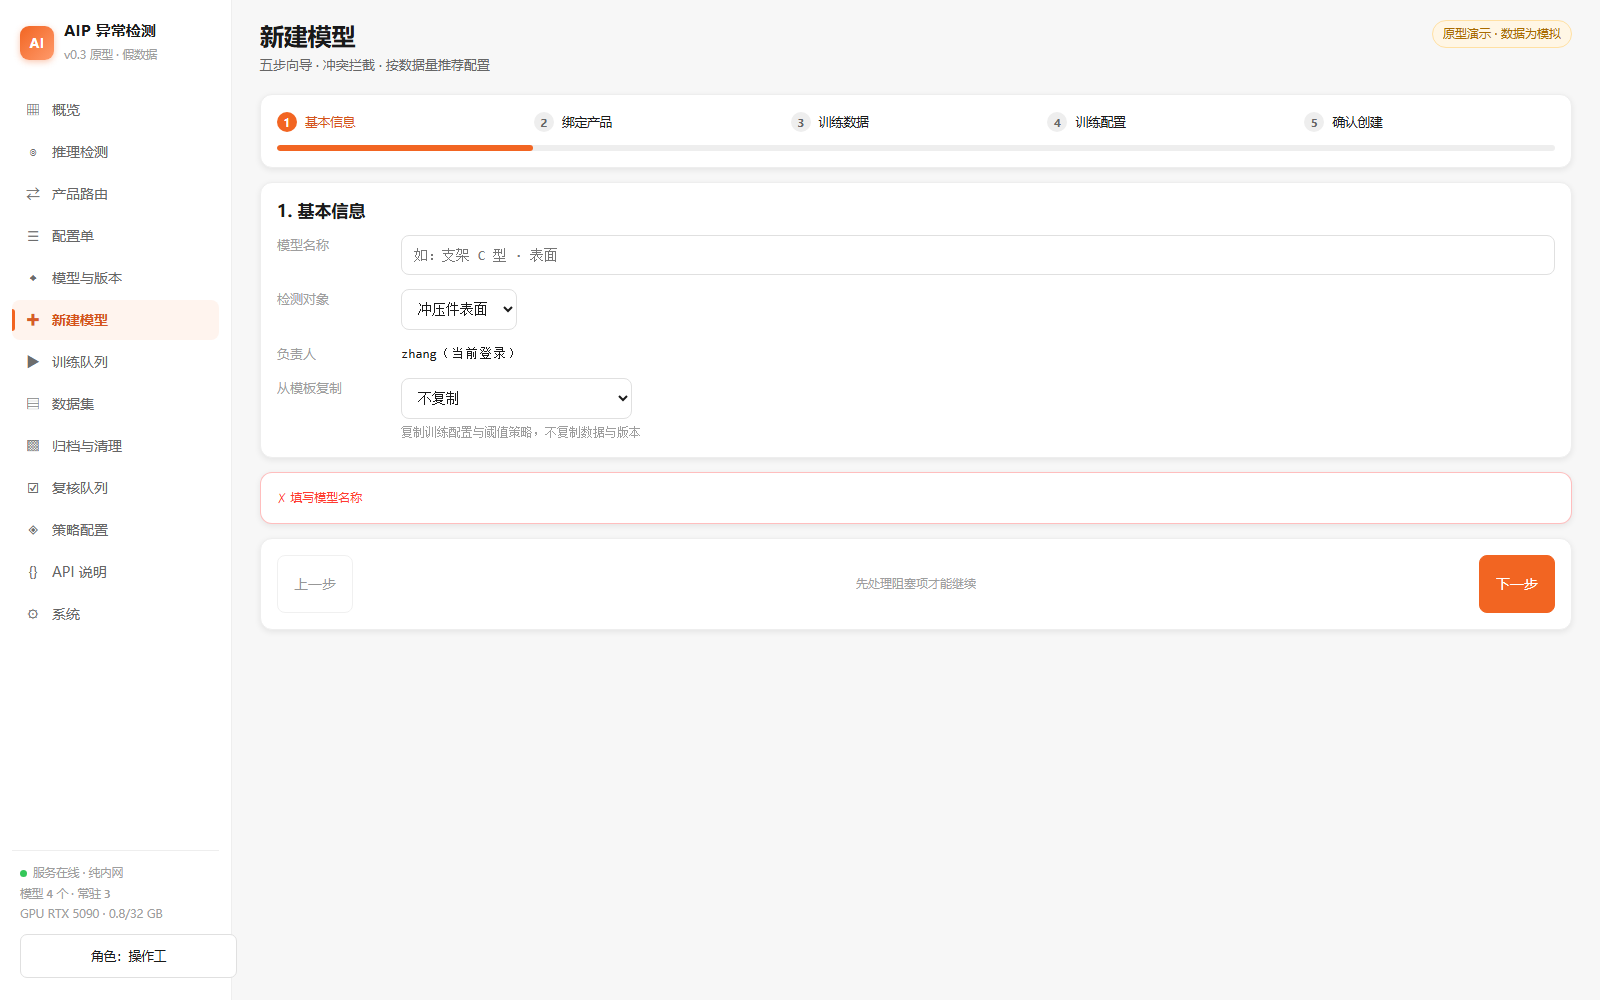 AI
AIP 异常检测
v0.3 原型 · 假数据
概览
推理检测
产品路由
配置单
模型与版本
新建模型
训练队列
数据集
归档与清理
复核队列
策略配置
{} API 说明
系统
服务在线 · 纯内网
模型 4 个 · 常驻 3
GPU RTX 5090 · 0.8/32 GB
角色：操作工
新建模型
五步向导 · 冲突拦截 · 按数据量推荐配置
原型演示 · 数据为模拟
1 基本信息
2 绑定产品
3 训练数据
4 训练配置
5 确认创建
1. 基本信息
模型名称
如：支架 C 型 · 表面
检测对象
冲压件表面
负责人
zhang（当前登录）
从模板复制
不复制
复制训练配置与阈值策略，不复制数据与版本
✗ 填写模型名称
上一步
先处理阻塞项才能继续
下一步